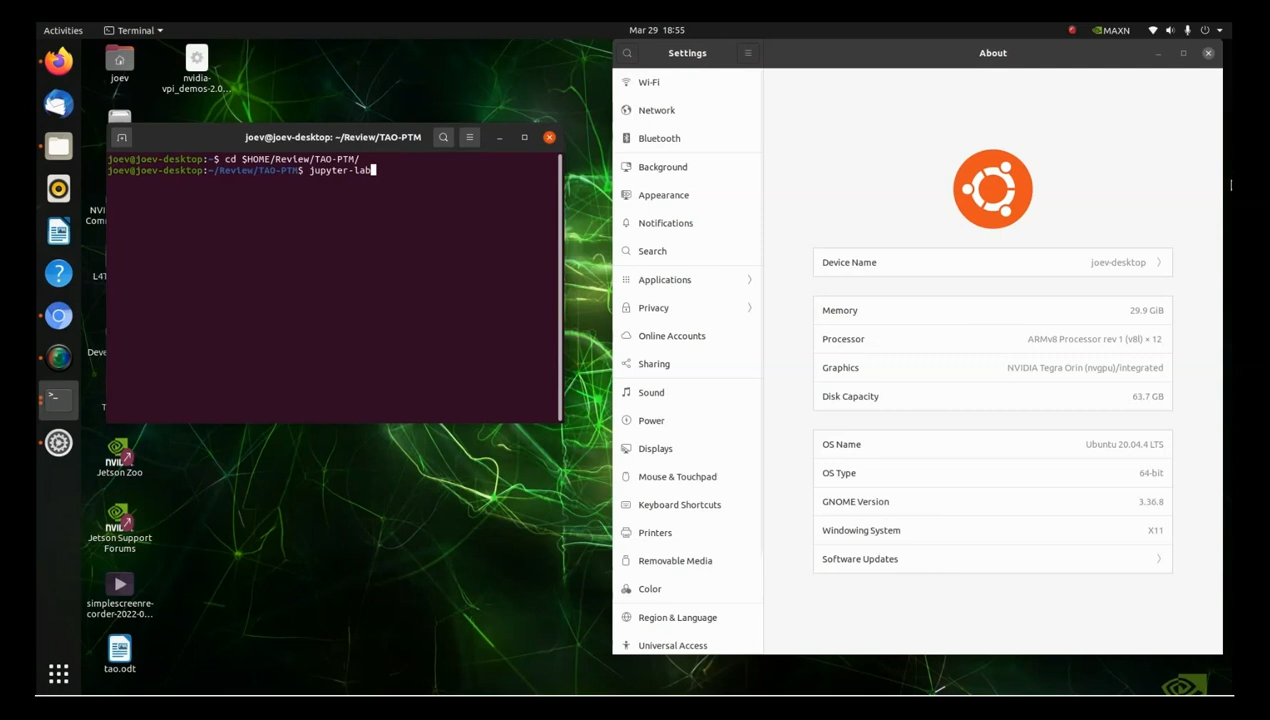 Activities
Terminal
Mar 29 18:55
MAXN
joev
nvidia-
vpi_demos-2.0...
joev@joev-desktop: ~/Review/TAO-PTM
joev@joev-desktop:~$ cd $HOME/Review/TAO-PTM/
joev@joev-desktop:~/Review/TAO-PTM$ jupyter-lab
NVI
Com
L4T
Deve
T
Jetson Zoo
Jetson Support
Forums
simplescreenre-
corder-2022-0...
tao.odt
Settings
Wi-Fi
Network
Bluetooth
Background
Appearance
Notifications
Search
Applications
Privacy
Online Accounts
Sharing
Sound
Power
Displays
Mouse & Touchpad
Keyboard Shortcuts
Printers
Removable Media
Color
Region & Language
Universal Access
About
Device Name joev-desktop
Memory 29.9 GiB
Processor ARMv8 Processor rev 1 (v8l) × 12
Graphics NVIDIA Tegra Orin (nvgpu)/integrated
Disk Capacity 63.7 GB
OS Name Ubuntu 20.04.4 LTS
OS Type 64-bit
GNOME Version 3.36.8
Windowing System X11
Software Updates